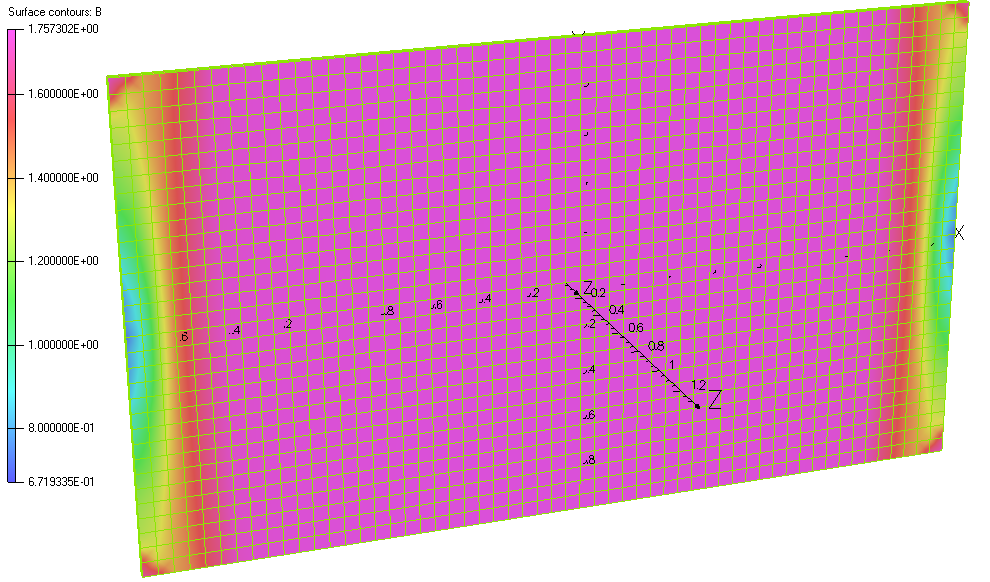 Surface contours: B
1.757302E+00
1.600000E+00
1.400000E+00
1.200000E+00
1.000000E+00
8.000000E-01
6.719335E-01
X
Z
0.2
0.4
0.6
0.8
1
1.2
Z
.6
.4
.2
.8
.6
.4
.2
.2
.4
.6
.8